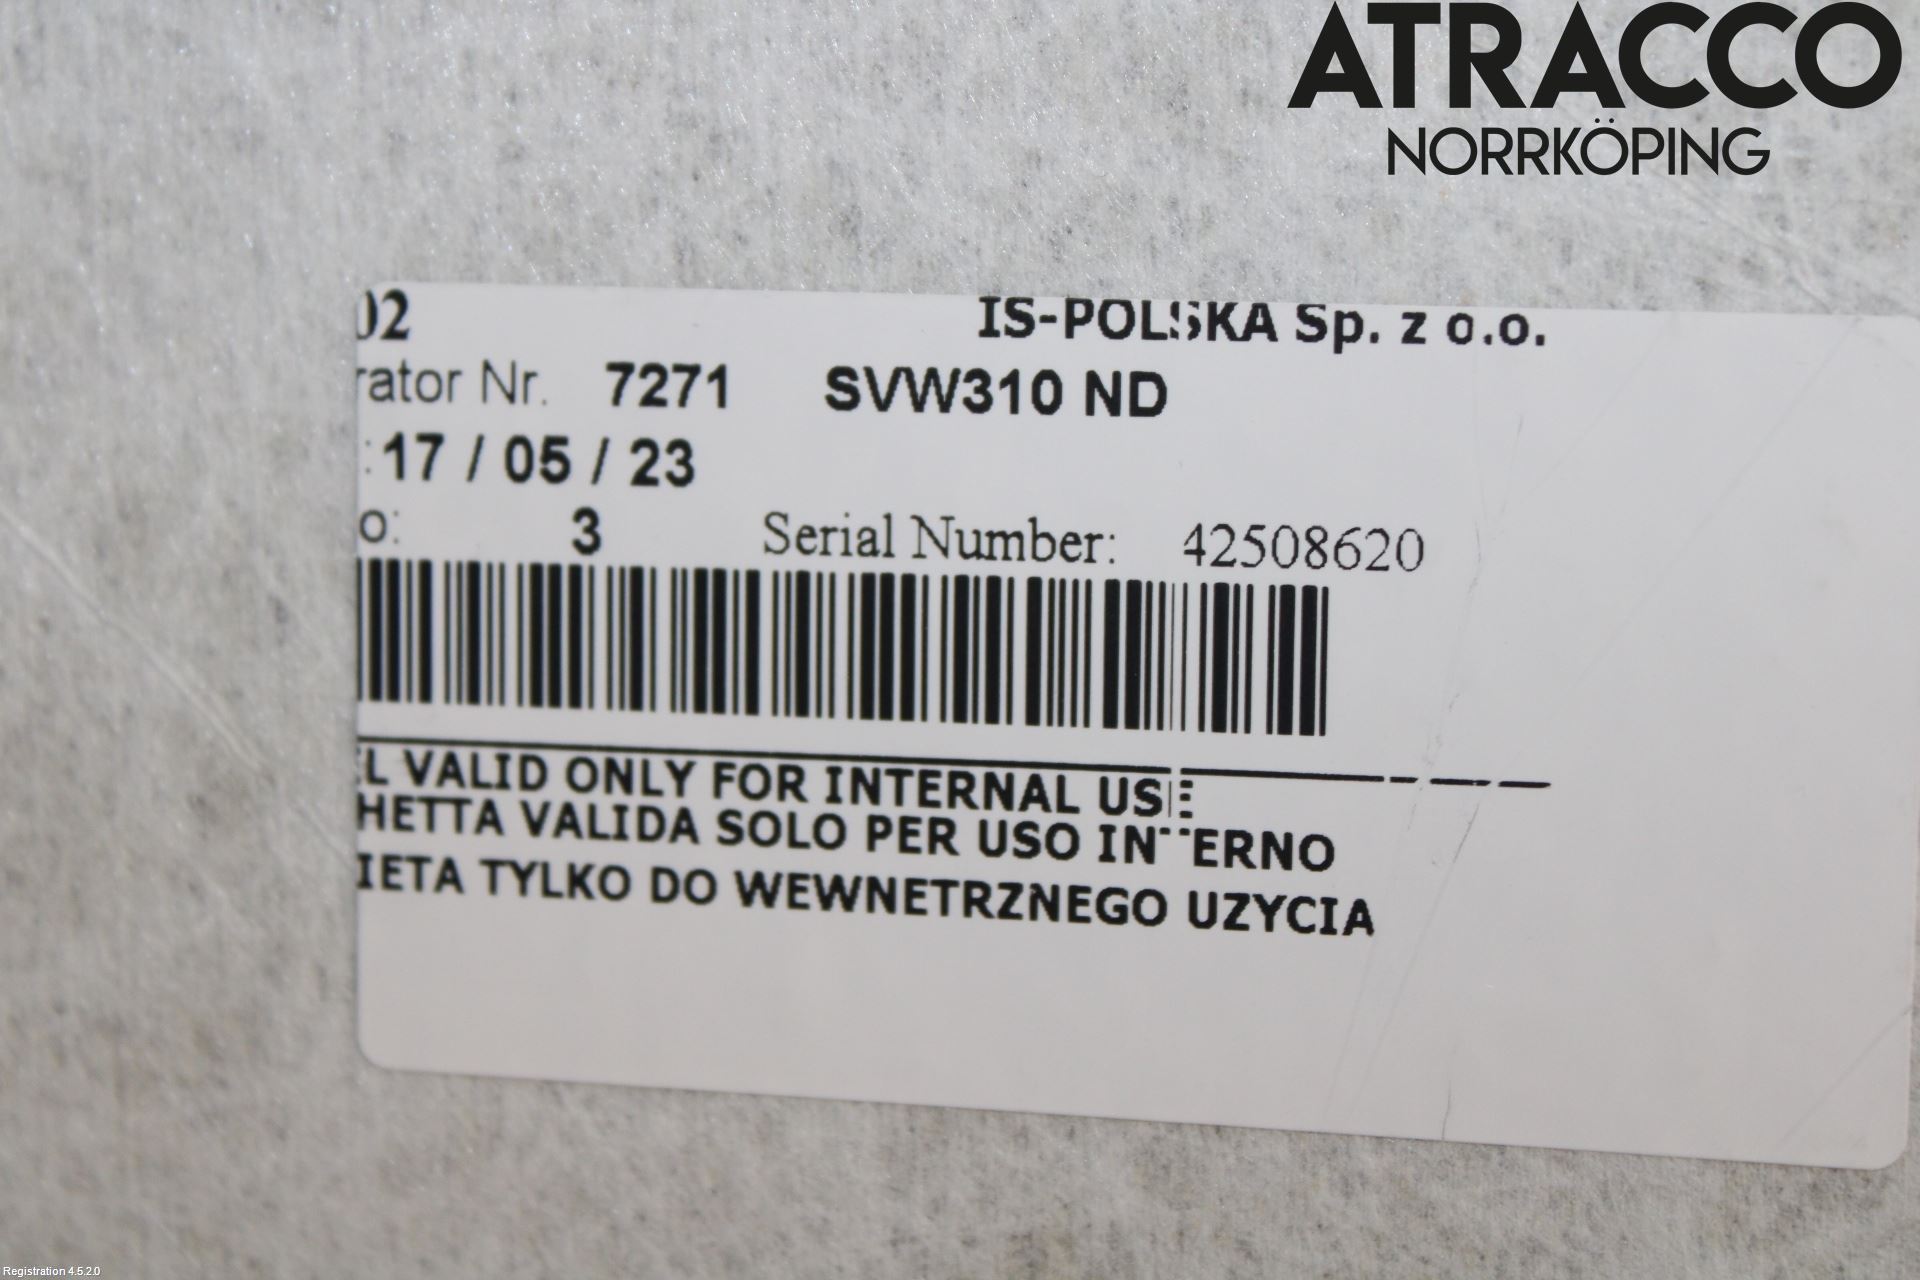 ATRACCO
NORRKÖPING
02
IS-POLSKA Sp. z o.o.
rator Nr. 7271 SVW310 ND
: 17 / 05 / 23
o: 3 Serial Number: 42508620
EL VALID ONLY FOR INTERNAL USE
HETTA VALIDA SOLO PER USO INTERNO
IETA TYLKO DO WEWNETRZNEGO UZYCIA
Registration 4.5.2.0